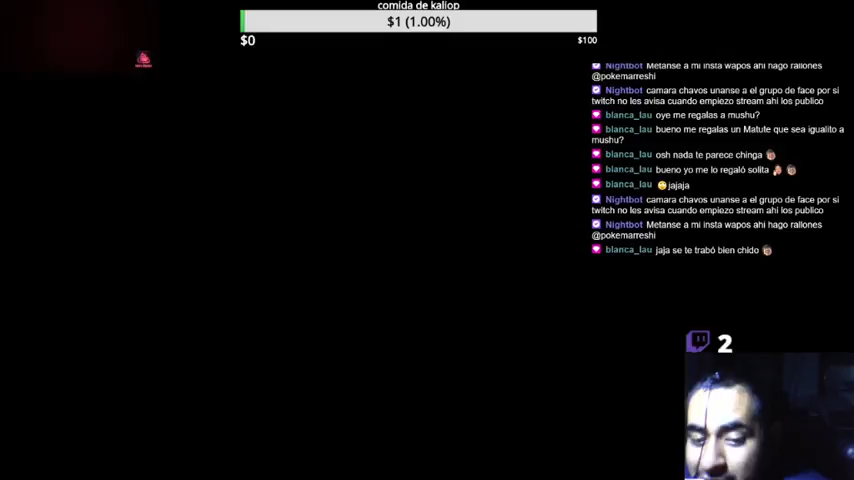 comida de kaliop
$1 (1.00%)
$0
$100
Nightbot Metanse a mi insta wapos ahi hago rallones
@pokemarreshi
Nightbot camara chavos unanse a el grupo de face por si
twitch no les avisa cuando empiezo stream ahi los publico
blanca_lau oye me regalas a mushu?
blanca_lau bueno me regalas un Matute que sea igualito a
mushu?
blanca_lau osh nada te parece chinga
blanca_lau bueno yo me lo regaló solita
blanca_lau jajaja
Nightbot camara chavos unanse a el grupo de face por si
twitch no les avisa cuando empiezo stream ahi los publico
Nightbot Metanse a mi insta wapos ahi hago rallones
@pokemarreshi
blanca_lau jaja se te trabó bien chido
2